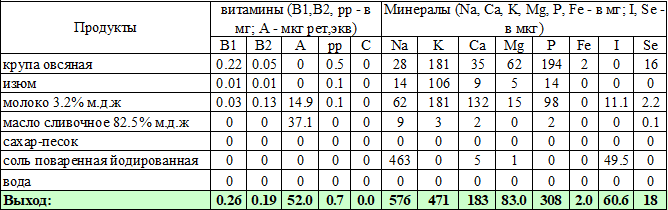 Продукты | витамины (В1,В2, рр - в мг; А - мкг рет,экв) | Минералы (Na, Ca, K, Mg, P, Fe - в мг; I, Se - в мкг)
В1 | В2 | А | рр | С | Na | K | Ca | Mg | P | Fe | I | Se
крупа овсяная | 0.22 | 0.05 | 0 | 0.5 | 0 | 28 | 181 | 35 | 62 | 194 | 2 | 0 | 16
изюм | 0.01 | 0.01 | 0 | 0.1 | 0 | 14 | 106 | 9 | 5 | 14 | 0 | 0 | 0
молоко 3.2% м.д.ж | 0.03 | 0.13 | 14.9 | 0.1 | 0 | 62 | 181 | 132 | 15 | 98 | 0 | 11.1 | 2.2
масло сливочное 82.5% м.д.ж | 0 | 0 | 37.1 | 0 | 0 | 9 | 3 | 2 | 0 | 2 | 0 | 0 | 0.1
сахар-песок | 0 | 0 | 0 | 0 | 0 | 0 | 0 | 0 | 0 | 0 | 0 | 0 | 0
соль поваренная йодированная | 0 | 0 | 0 | 0 | 0 | 463 | 0 | 5 | 1 | 0 | 0 | 49.5 | 0
вода | 0 | 0 | 0 | 0 | 0 | 0 | 0 | 0 | 0 | 0 | 0 | 0 | 0
Выход: | 0.26 | 0.19 | 52.0 | 0.7 | 0.0 | 576 | 471 | 183 | 83.0 | 308 | 2.0 | 60.6 | 18